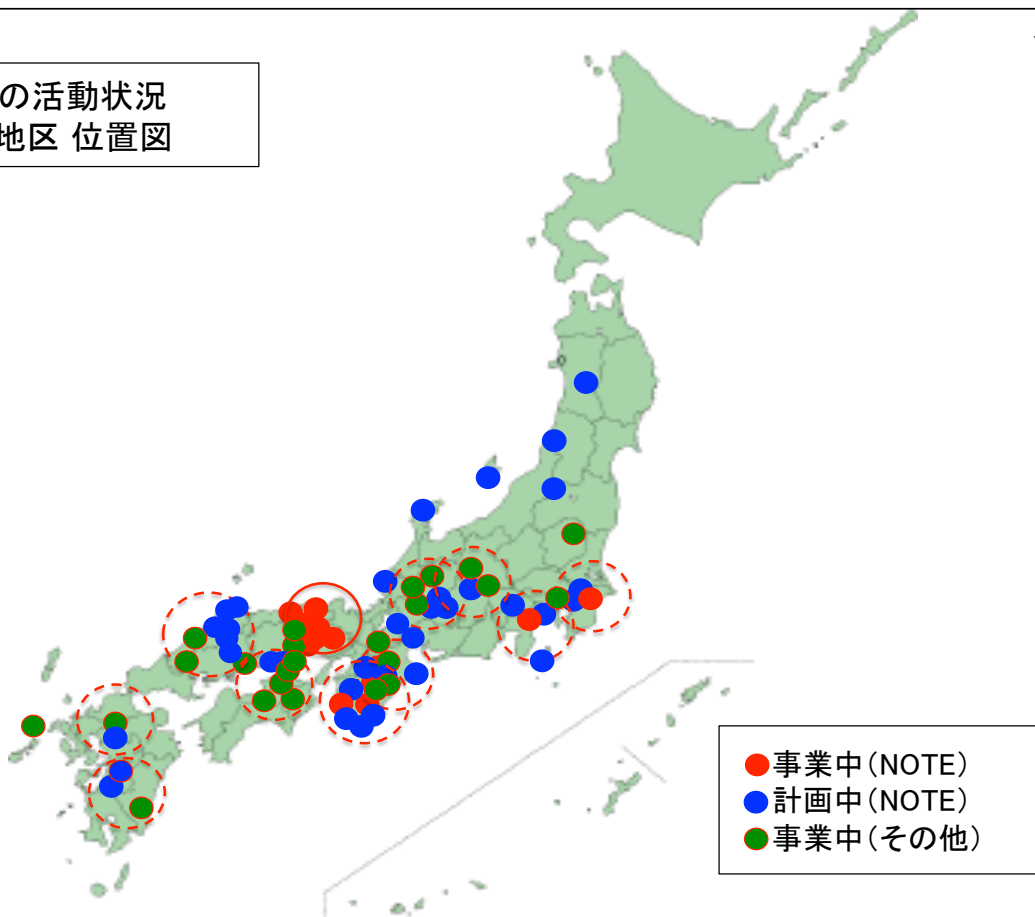 の活動状況
地区 位置図
事業中(NOTE)
計画中(NOTE)
事業中(その他)